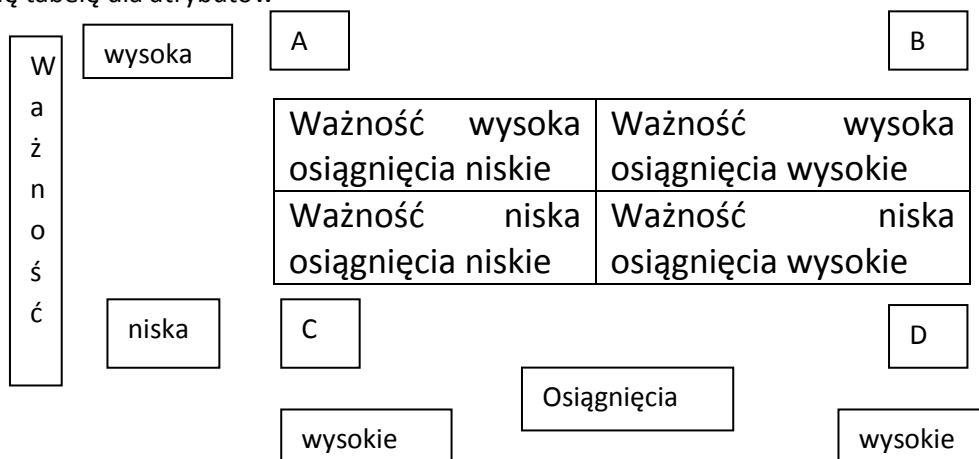 tabelę dla atrybutów
wysoka
A
B
Ważność
Ważność wysoka
osiągnięcia niskie
Ważność wysoka
osiągnięcia wysokie
Ważność niska
osiągnięcia niskie
Ważność niska
osiągnięcia wysokie
niska
C
D
Osiągnięcia
wysokie
wysokie